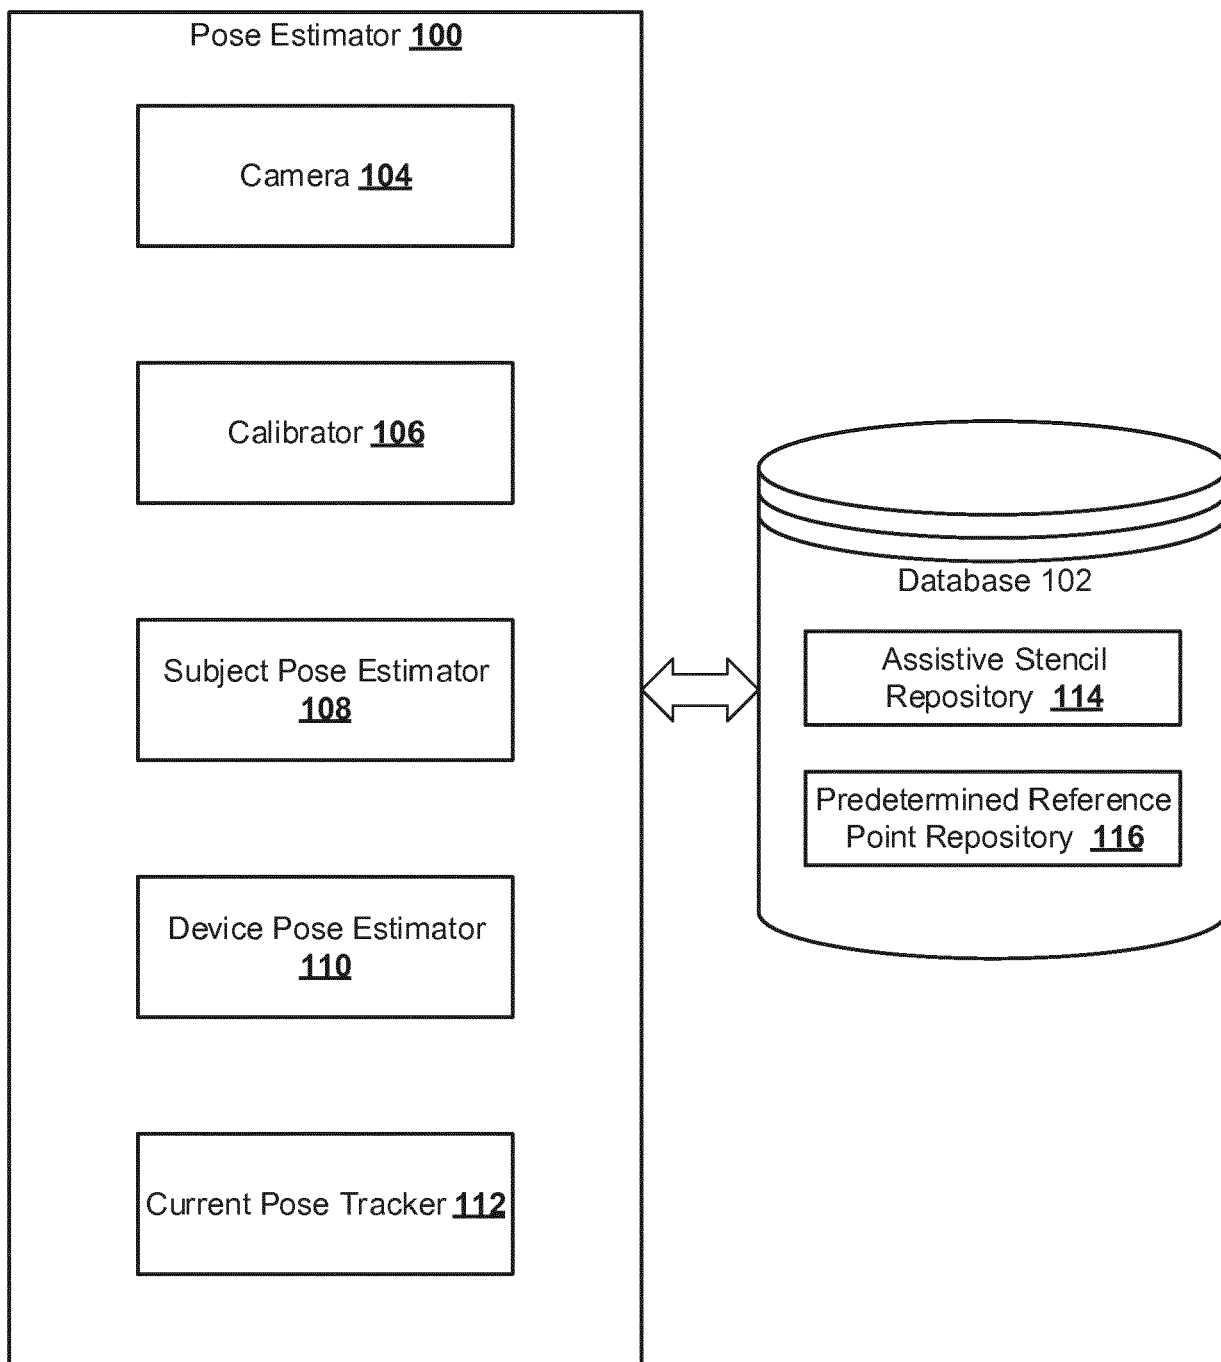 Pose Estimator 100
Camera 104
Calibrator 106
Subject Pose Estimator
108
Device Pose Estimator
110
Current Pose Tracker 112
Database 102
Assistive Stencil
Repository 114
Predetermined Reference
Point Repository 116